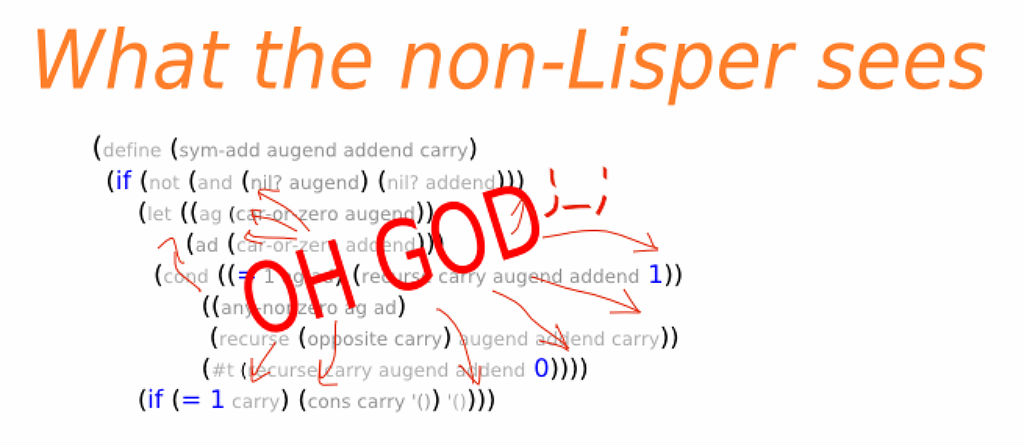 What the non-Lisper sees
(define (sym-add augend addend carry)
(if (not (and (nil? augend) (nil? addend)))
(let ((ag (car-or-zero augend))
(ad (car-or-zero addend)))
(cond ((= 1 ag ad) (recurse carry augend addend 1))
((any-nonzero ag ad)
(recurse (opposite carry) augend addend carry))
(#t (recurse carry augend addend 0))))
(if (= 1 carry) (cons carry '()) '()))
OH GOD ;_;